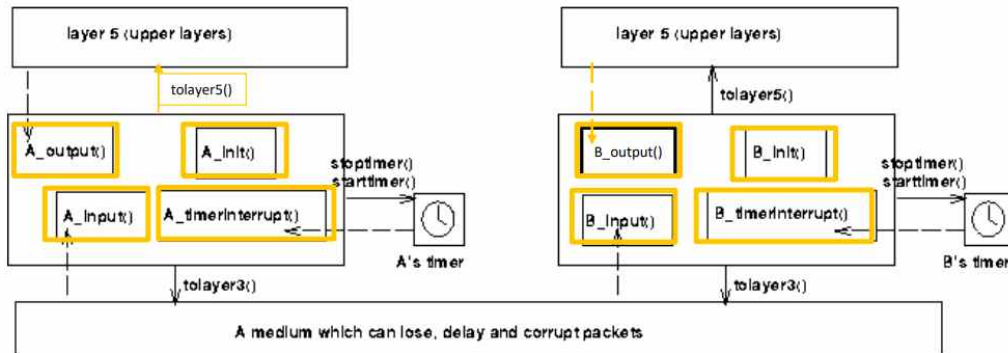 layer 5 (upper layers)
layer 5 (upper layers)
tolayer5()
tolayer5()
A_output()
A_init()
B_output()
B_init()
stoptimer()
starttimer()
stoptimer()
starttimer()
A_input()
A_timerinterrupt()
B_input()
B_timerinterrupt()
A's timer
B's timer
tolayer3()
tolayer3()
A medium which can lose, delay and corrupt packets